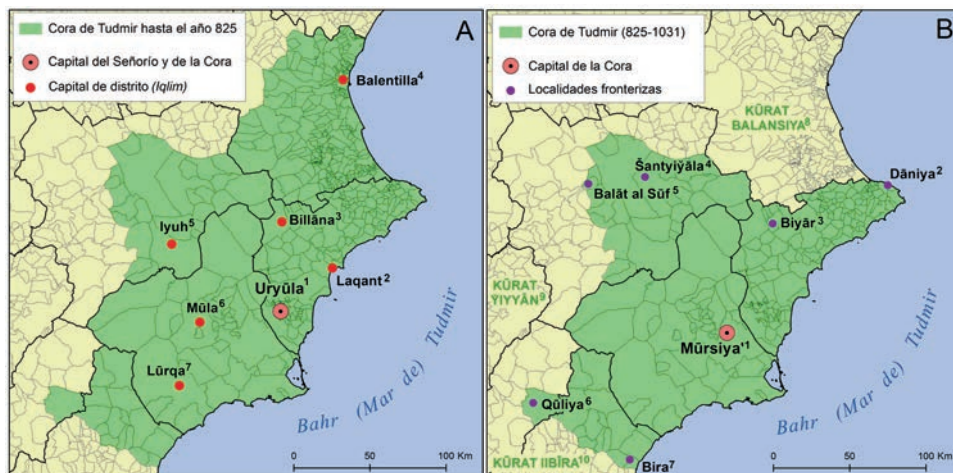 Cora de Tudmir hasta el año 825
Capital del Señorío y de la Cora
Capital de distrito (Iqlim)
A
Balentilla4
Iyuh5
Billāna3
Laqant2
Uryūla1
Mūla6
Lūrqa7
Bahr (Mar de) Tudmir
0 50 100 Km
Cora de Tudmir (825-1031)
Capital de la Cora
Localidades fronterizas
B
KŪRAT
BALANSIYA8
Šantyiŷāla4
Dāniya2
Balāt al Sūf5
Biyār3
KŪRAT
YIYYĀN9
Mūrsiya'1
Qūliya6
Bira7
KŪRAT IIBĪRA10
Bahr (Mar de) Tudmir
0 50 100 Km